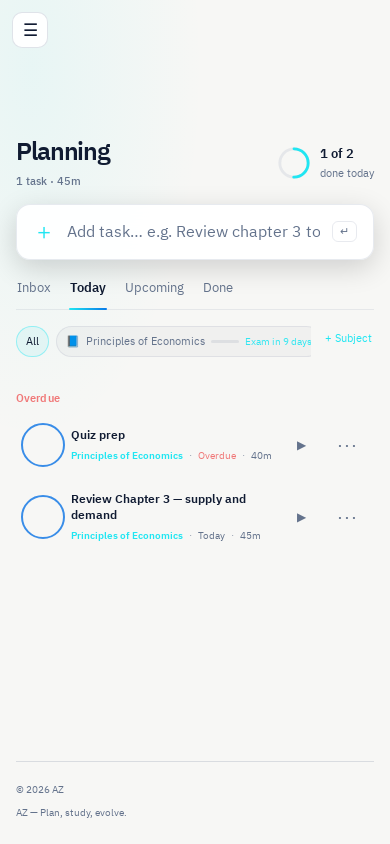 ☰
Planning
1 task · 45m
1 of 2
done today
+ Add task... e.g. Review chapter 3 to ↵
Inbox Today Upcoming Done
All 📘 Principles of Economics Exam in 9 days + Subject
Overdue
Quiz prep
Principles of Economics · Overdue · 40m
▶ ···
Review Chapter 3 — supply and
demand
Principles of Economics · Today · 45m
▶ ···
© 2026 AZ
AZ — Plan, study, evolve.